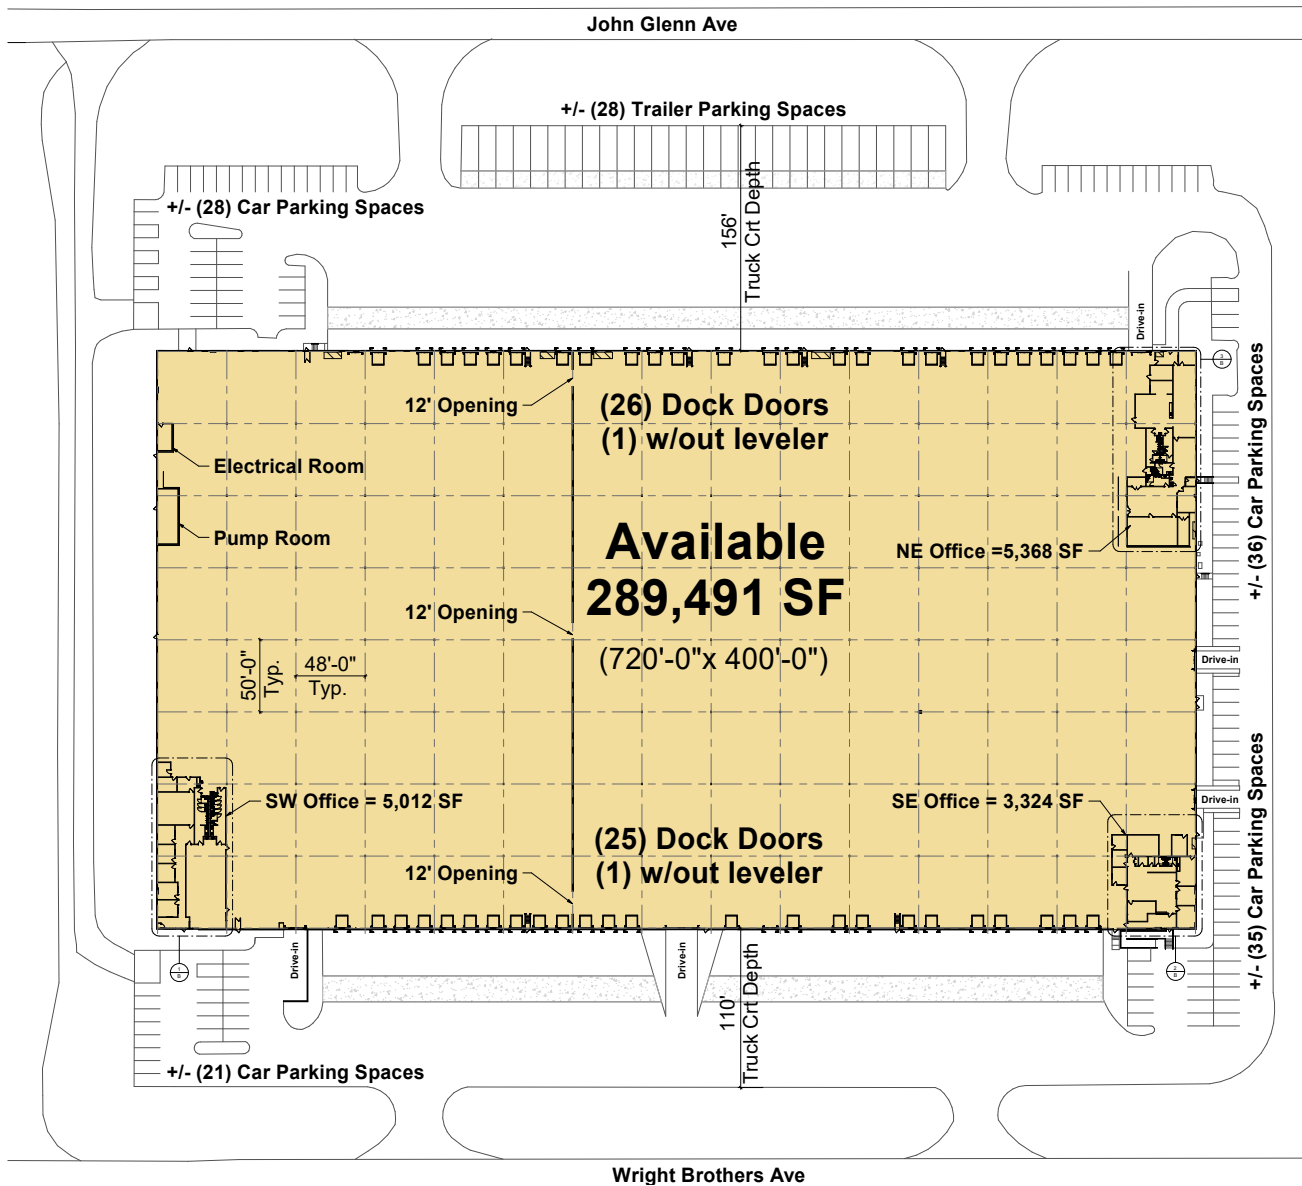 John Glenn Ave
+/- (28) Trailer Parking Spaces
156'
Truck Crt Depth
+/- (28) Car Parking Spaces
Drive-in
3
B
12' Opening
(26) Dock Doors
(1) w/out leveler
Electrical Room
Pump Room
Available
289,491 SF
(720'-0"x 400'-0")
NE Office =5,368 SF
+/- (36) Car Parking Spaces
12' Opening
50'-0"
Typ.
48'-0"
Typ.
Drive-in
SW Office = 5,012 SF
SE Office = 3,324 SF
Drive-in
(25) Dock Doors
(1) w/out leveler
12' Opening
+/- (35) Car Parking Spaces
1
B
Drive-in
Drive-in
110'
Truck Crt Depth
2
B
+/- (21) Car Parking Spaces
Wright Brothers Ave